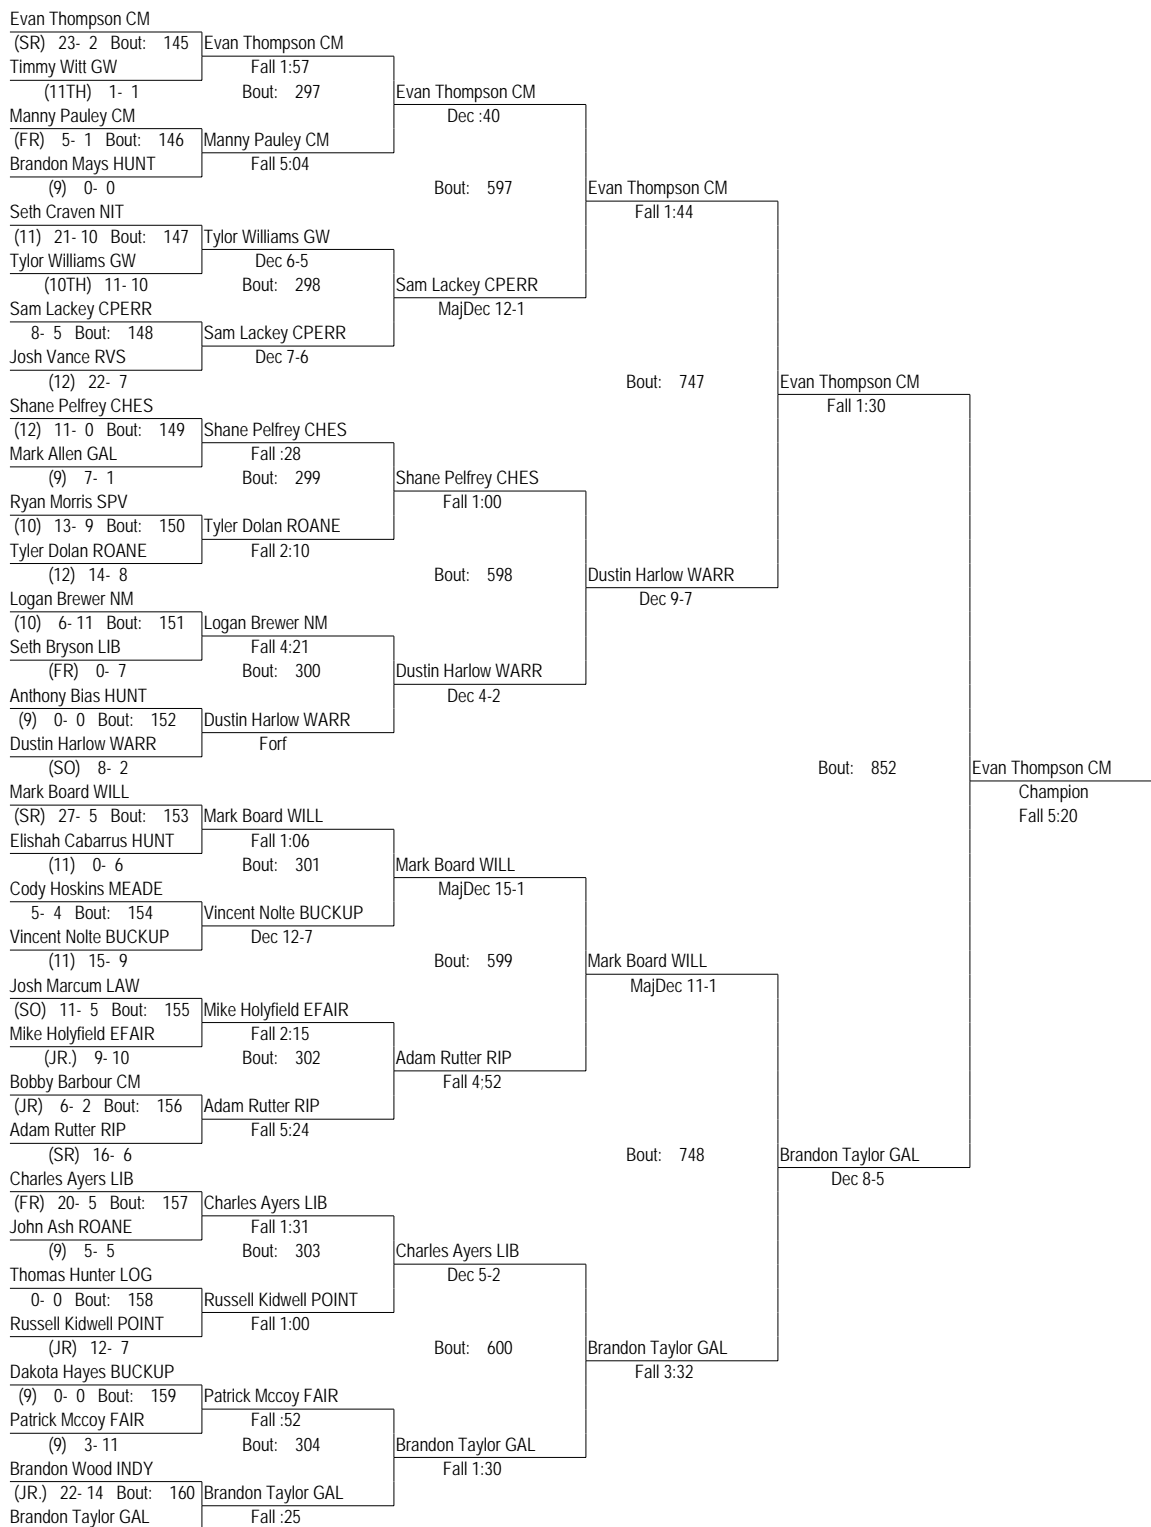 Evan Thompson CM
(SR) 23- 2 Bout: 145 Evan Thompson CM
Timmy Witt GW Fall 1:57
(11TH) 1- 1 Bout: 297 Evan Thompson CM
Manny Pauley CM Dec :40
(FR) 5- 1 Bout: 146 Manny Pauley CM
Brandon Mays HUNT Fall 5:04
(9) 0- 0 Bout: 597 Evan Thompson CM
Seth Craven NIT Fall 1:44
(11) 21- 10 Bout: 147 Tylor Williams GW
Tylor Williams GW Dec 6-5
(10TH) 11- 10 Bout: 298 Sam Lackey CPERR
Sam Lackey CPERR MajDec 12-1
8- 5 Bout: 148 Sam Lackey CPERR
Josh Vance RVS Dec 7-6
(12) 22- 7 Bout: 747 Evan Thompson CM
Shane Pelfrey CHES Fall 1:30
(12) 11- 0 Bout: 149 Shane Pelfrey CHES
Mark Allen GAL Fall :28
(9) 7- 1 Bout: 299 Shane Pelfrey CHES
Ryan Morris SPV Fall 1:00
(10) 13- 9 Bout: 150 Tyler Dolan ROANE
Tyler Dolan ROANE Fall 2:10
(12) 14- 8 Bout: 598 Dustin Harlow WARR
Logan Brewer NM Dec 9-7
(10) 6- 11 Bout: 151 Logan Brewer NM
Seth Bryson LIB Fall 4:21
(FR) 0- 7 Bout: 300 Dustin Harlow WARR
Anthony Bias HUNT Dec 4-2
(9) 0- 0 Bout: 152 Dustin Harlow WARR
Dustin Harlow WARR Forf
(SO) 8- 2 Bout: 852 Evan Thompson CM
Mark Board WILL Champion
(SR) 27- 5 Bout: 153 Mark Board WILL Fall 5:20
Elishah Cabarrus HUNT Fall 1:06
(11) 0- 6 Bout: 301 Mark Board WILL
Cody Hoskins MEADE MajDec 15-1
5- 4 Bout: 154 Vincent Nolte BUCKUP
Vincent Nolte BUCKUP Dec 12-7
(11) 15- 9 Bout: 599 Mark Board WILL
Josh Marcum LAW MajDec 11-1
(SO) 11- 5 Bout: 155 Mike Holyfield EFAIR
Mike Holyfield EFAIR Fall 2:15
(JR.) 9- 10 Bout: 302 Adam Rutter RIP
Bobby Barbour CM Fall 4;52
(JR) 6- 2 Bout: 156 Adam Rutter RIP
Adam Rutter RIP Fall 5:24
(SR) 16- 6 Bout: 748 Brandon Taylor GAL
Charles Ayers LIB Dec 8-5
(FR) 20- 5 Bout: 157 Charles Ayers LIB
John Ash ROANE Fall 1:31
(9) 5- 5 Bout: 303 Charles Ayers LIB
Thomas Hunter LOG Dec 5-2
0- 0 Bout: 158 Russell Kidwell POINT
Russell Kidwell POINT Fall 1:00
(JR) 12- 7 Bout: 600 Brandon Taylor GAL
Dakota Hayes BUCKUP Fall 3:32
(9) 0- 0 Bout: 159 Patrick Mccoy FAIR
Patrick Mccoy FAIR Fall :52
(9) 3- 11 Bout: 304 Brandon Taylor GAL
Brandon Wood INDY Fall 1:30
(JR.) 22- 14 Bout: 160 Brandon Taylor GAL
Brandon Taylor GAL Fall :25